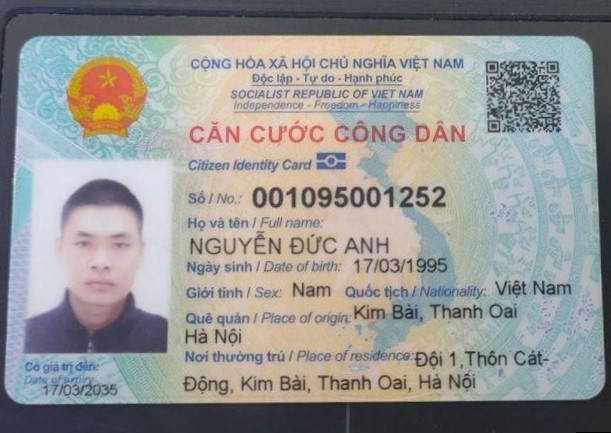 CỘNG HÒA XÃ HỘI CHỦ NGHĨA VIỆT NAM
Độc lập - Tự do - Hạnh phúc
SOCIALIST REPUBLIC OF VIET NAM
Independence - Freedom - Happiness
CĂN CƯỚC CÔNG DÂN
Citizen Identity Card
Số / No.: 001095001252
Họ và tên / Full name:
NGUYỄN ĐỨC ANH
Ngày sinh / Date of birth: 17/03/1995
Giới tính / Sex: Nam Quốc tịch / Nationality: Việt Nam
Quê quán / Place of origin: Kim Bài, Thanh Oai
Hà Nội
Nơi thường trú / Place of residence: Đội 1,Thôn Cát-
Động, Kim Bài, Thanh Oai, Hà Nội
Có giá trị đến:
Date of expiry
17/03/2035